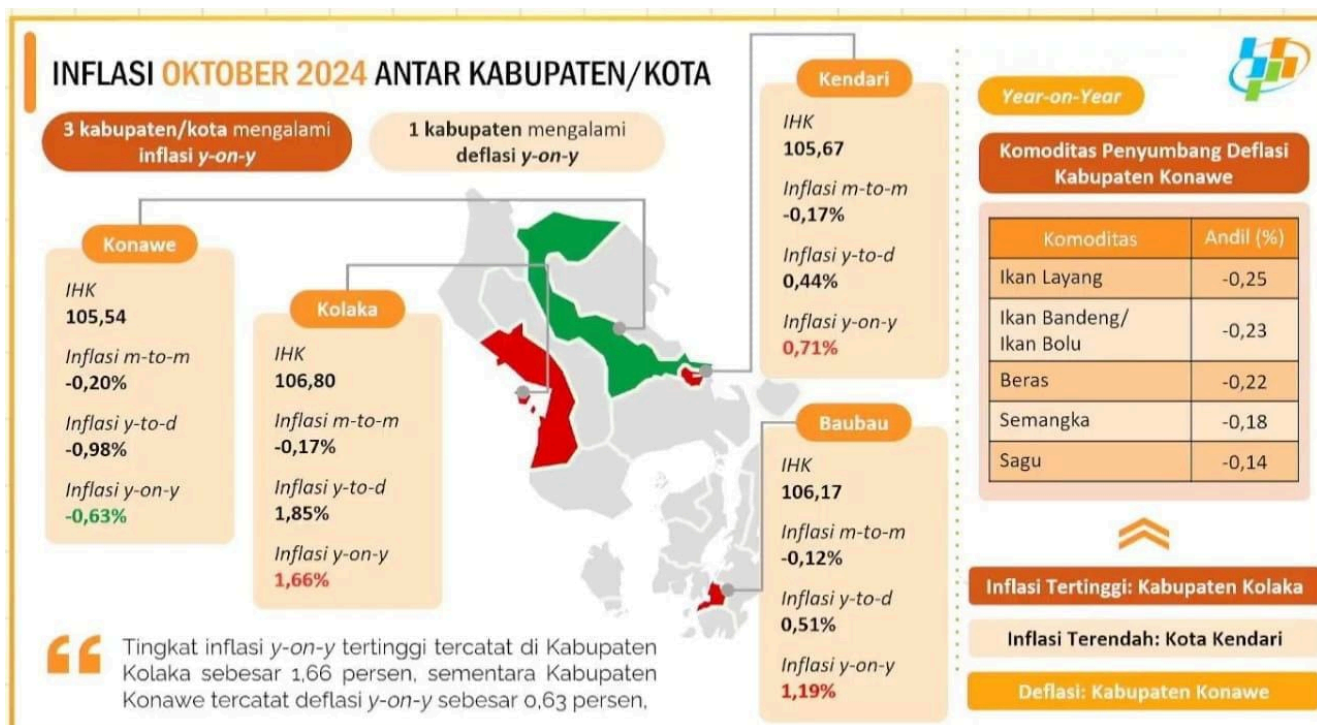 INFLASI OKTOBER 2024 ANTAR KABUPATEN/KOTA
3 kabupaten/kota mengalami
inflasi y-on-y
1 kabupaten mengalami
deflasi y-on-y
Konawe
IHK
105,54
Inflasi m-to-m
-0,20%
Inflasi y-to-d
-0,98%
Inflasi y-on-y
-0,63%
Kolaka
IHK
106,80
Inflasi m-to-m
-0,17%
Inflasi y-to-d
1,85%
Inflasi y-on-y
1,66%
Kendari
IHK
105,67
Inflasi m-to-m
-0,17%
Inflasi y-to-d
0,44%
Inflasi y-on-y
0,71%
Baubau
IHK
106,17
Inflasi m-to-m
-0,12%
Inflasi y-to-d
0,51%
Inflasi y-on-y
1,19%
Tingkat inflasi y-on-y tertinggi tercatat di Kabupaten
Kolaka sebesar 1,66 persen, sementara Kabupaten
Konawe tercatat deflasi y-on-y sebesar 0,63 persen,
Year-on-Year
Komoditas Penyumbang Deflasi
Kabupaten Konawe
Komoditas Andil (%)
Ikan Layang -0,25
Ikan Bandeng/
Ikan Bolu -0,23
Beras -0,22
Semangka -0,18
Sagu -0,14
Inflasi Tertinggi: Kabupaten Kolaka
Inflasi Terendah: Kota Kendari
Deflasi: Kabupaten Konawe